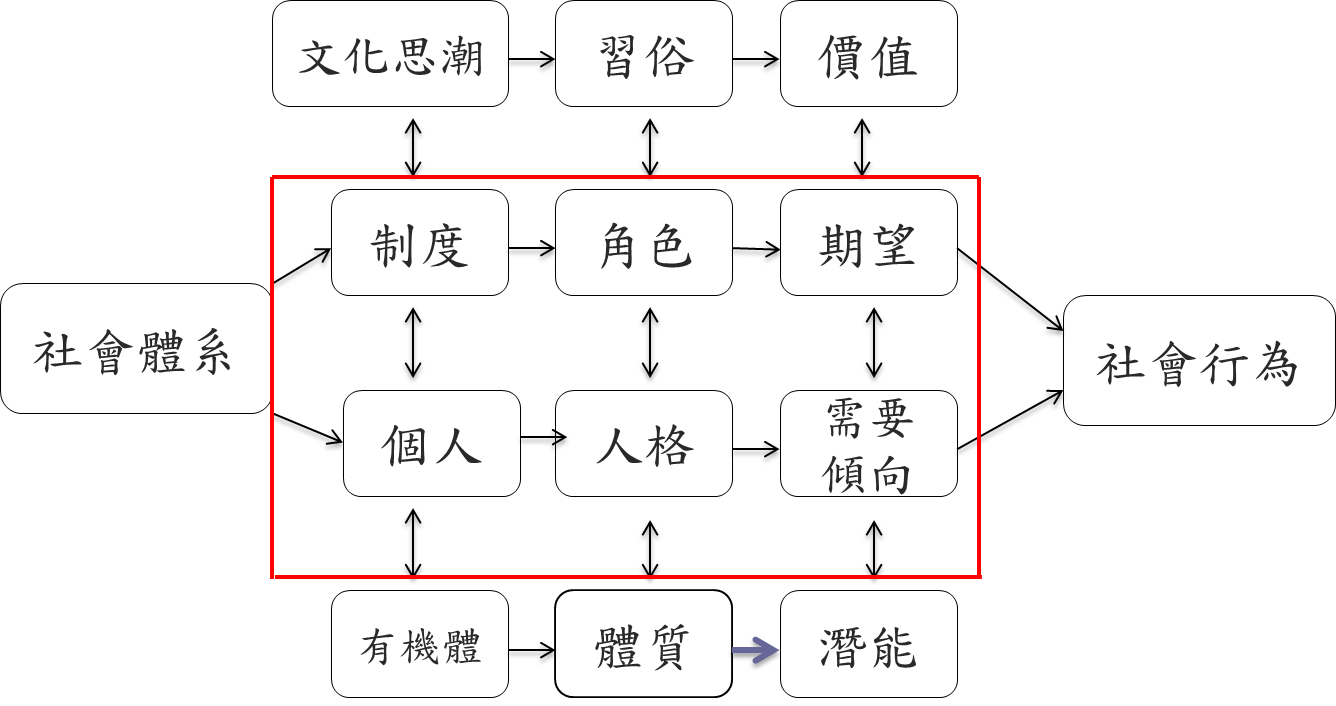 文化思潮
習俗
價值
制度
角色
期望
社會體系
社會行為
個人
人格
需要
傾向
有機體
體質
潛能